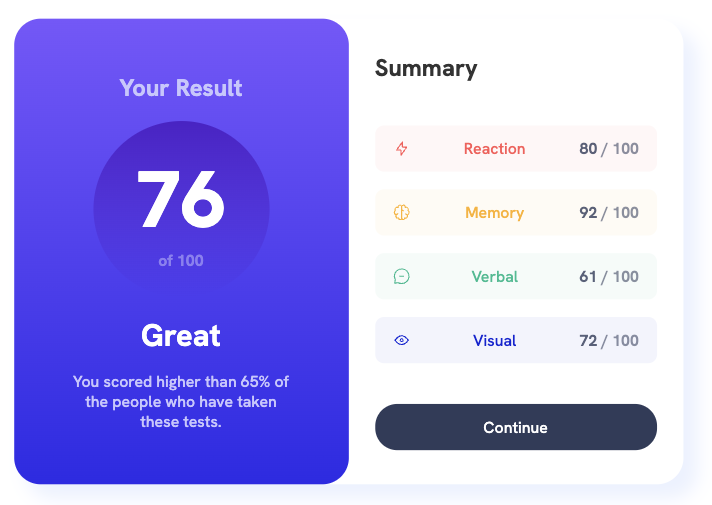 Your Result
76
of 100
Great
You scored higher than 65% of
the people who have taken
these tests.
Summary
Reaction 80 / 100
Memory 92 / 100
Verbal 61 / 100
Visual 72 / 100
Continue